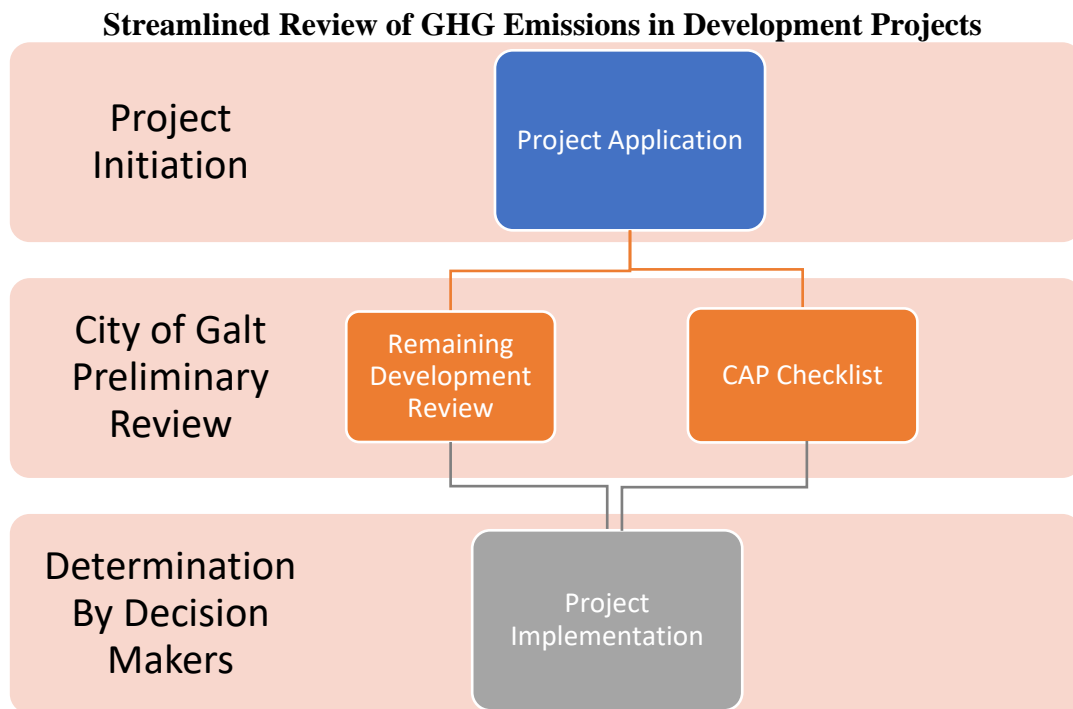 Streamlined Review of GHG Emissions in Development Projects
Project
Initiation
Project Application
City of Galt
Preliminary
Review
Remaining
Development
Review
CAP Checklist
Determination
By Decision
Makers
Project
Implementation